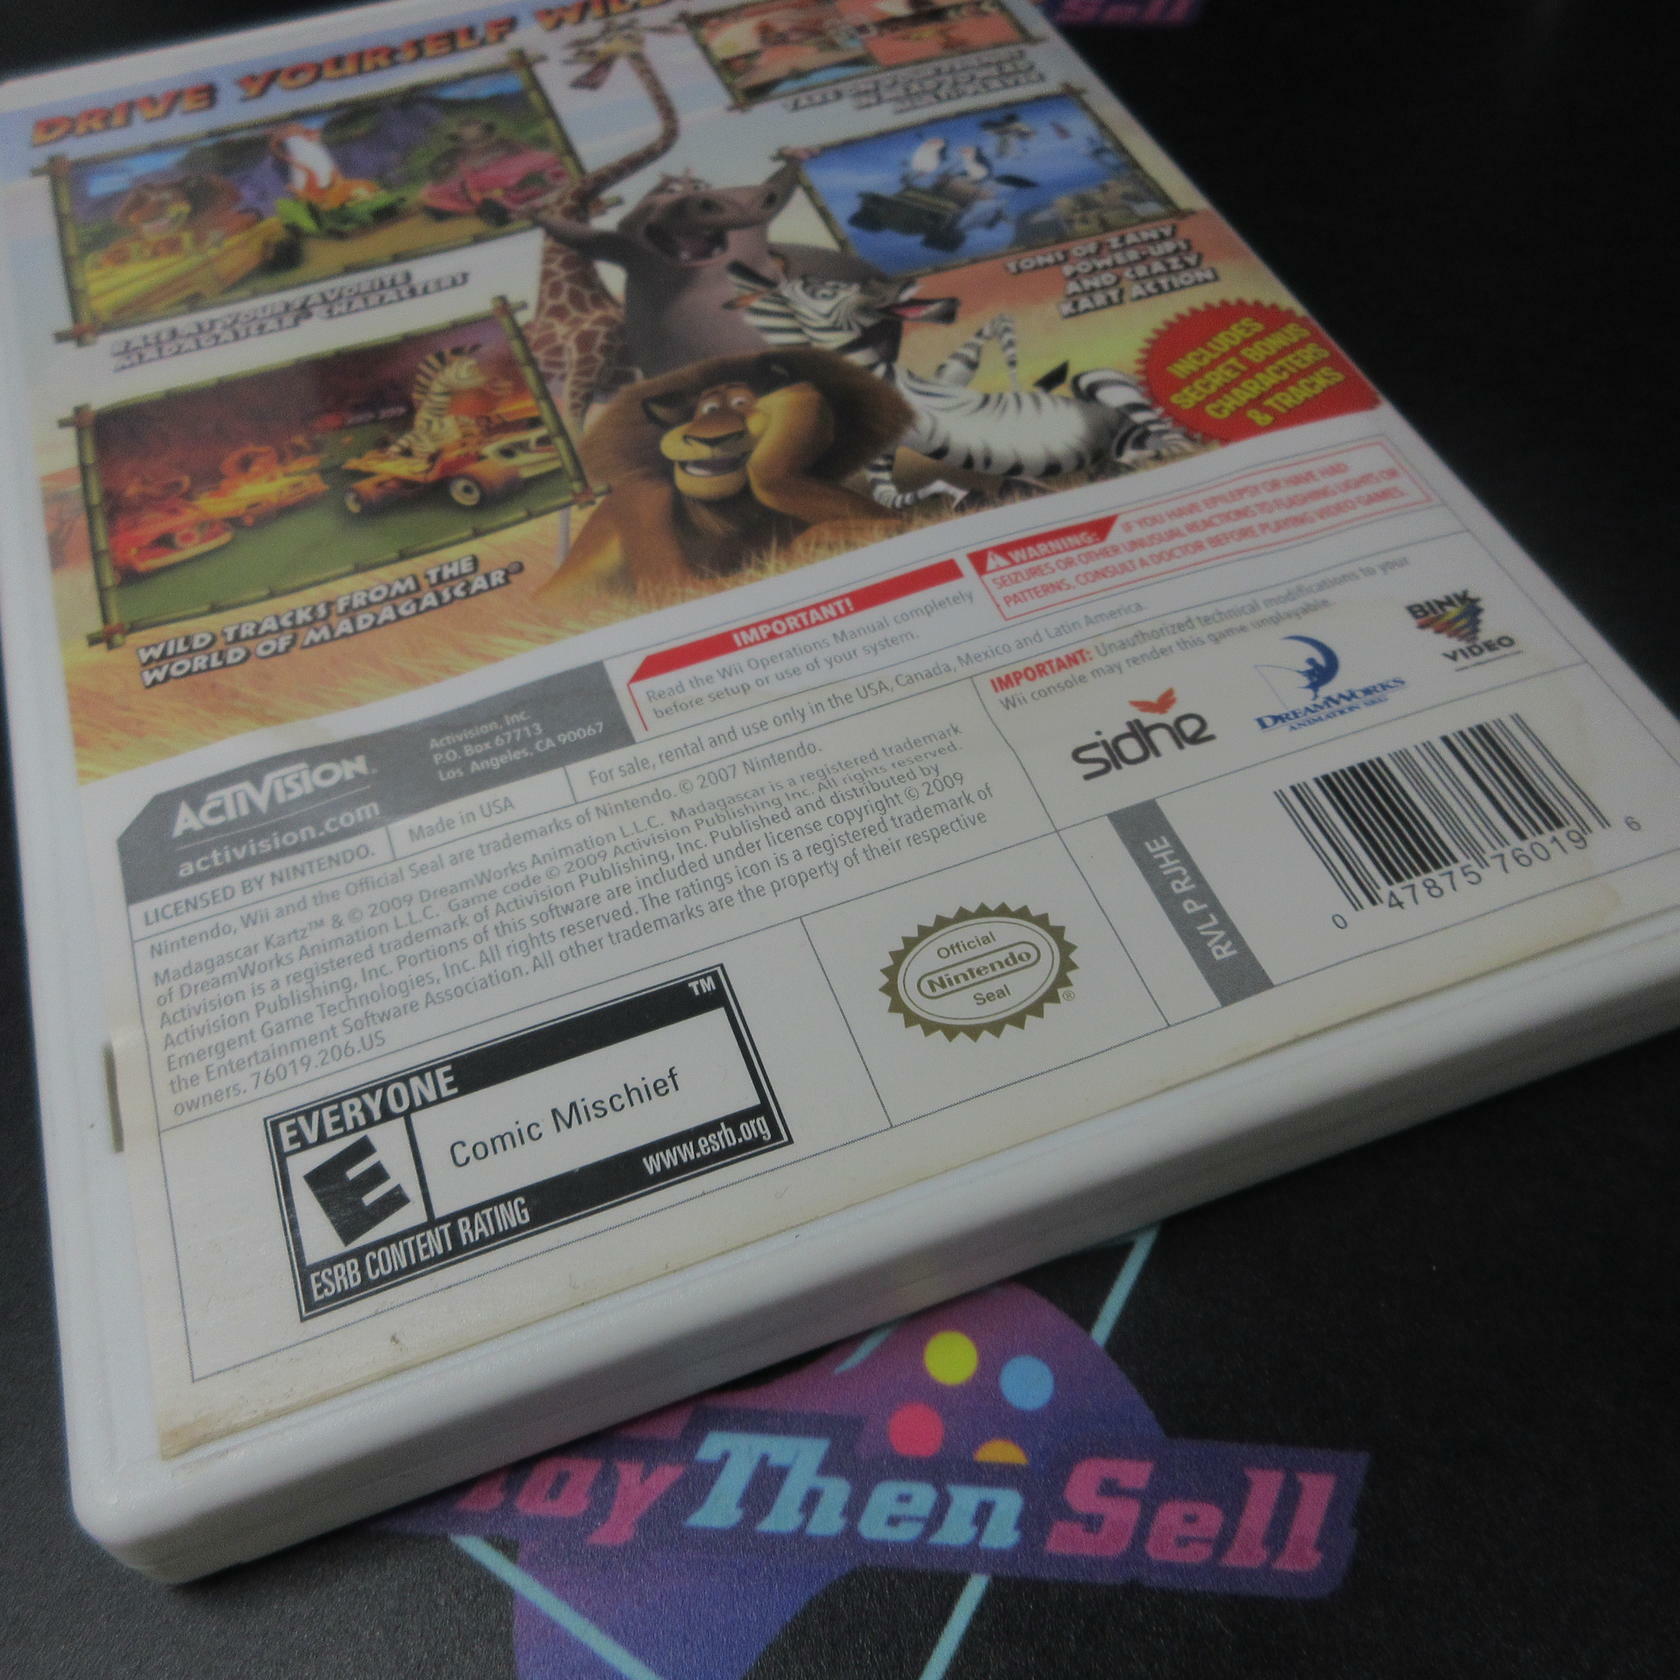 DRIVE YOURSELF WILD
RACE AS YOUR FAVORITE
MADAGASCAR® CHARACTERS
TAKE ON YOUR FRIENDS
TONS OF ZANY
POWER-UPS
AND CRAZY
KART ACTION
WILD TRACKS FROM THE
WORLD OF MADAGASCAR®
INCLUDES
SECRET BONUS
CHARACTERS
& TRACKS
WARNING: IF YOU HAVE EPILEPSY OR HAVE HAD
SEIZURES OR OTHER UNUSUAL REACTIONS TO FLASHING LIGHTS OR
PATTERNS, CONSULT A DOCTOR BEFORE PLAYING VIDEO GAMES.
IMPORTANT!
Read the Wii Operations Manual completely
before setup or use of your system.
ACTIVISION.
activision.com
Activision, Inc.
P.O. Box 67713
Los Angeles, CA 90067
LICENSED BY NINTENDO.
Made in USA
For sale, rental and use only in the USA, Canada, Mexico and Latin America.
IMPORTANT: Unauthorized technical modifications to your
Wii console may render this game unplayable.
Nintendo, Wii and the Official Seal are trademarks of Nintendo. © 2007 Nintendo.
Madagascar Kartz™ & © 2009 DreamWorks Animation L.L.C. Madagascar is a registered trademark
of DreamWorks Animation L.L.C. Game code © 2009 Activision Publishing Inc. All rights reserved.
Activision is a registered trademark of Activision Publishing, Inc. Published and distributed by
Activision Publishing, Inc. Portions of this software are included under license copyright © 2009
Emergent Game Technologies, Inc. All rights reserved. The ratings icon is a registered trademark of
the Entertainment Software Association. All other trademarks are the property of their respective
owners. 76019.206.US
sidhe
DREAMWORKS
ANIMATION SKG
BINK
VIDEO
RVL P RJHE
0 47875 76019 6
Official
Nintendo
Seal
®
EVERYONE
TM
E
Comic Mischief
www.esrb.org
ESRB CONTENT RATING
Then Sell
Sell